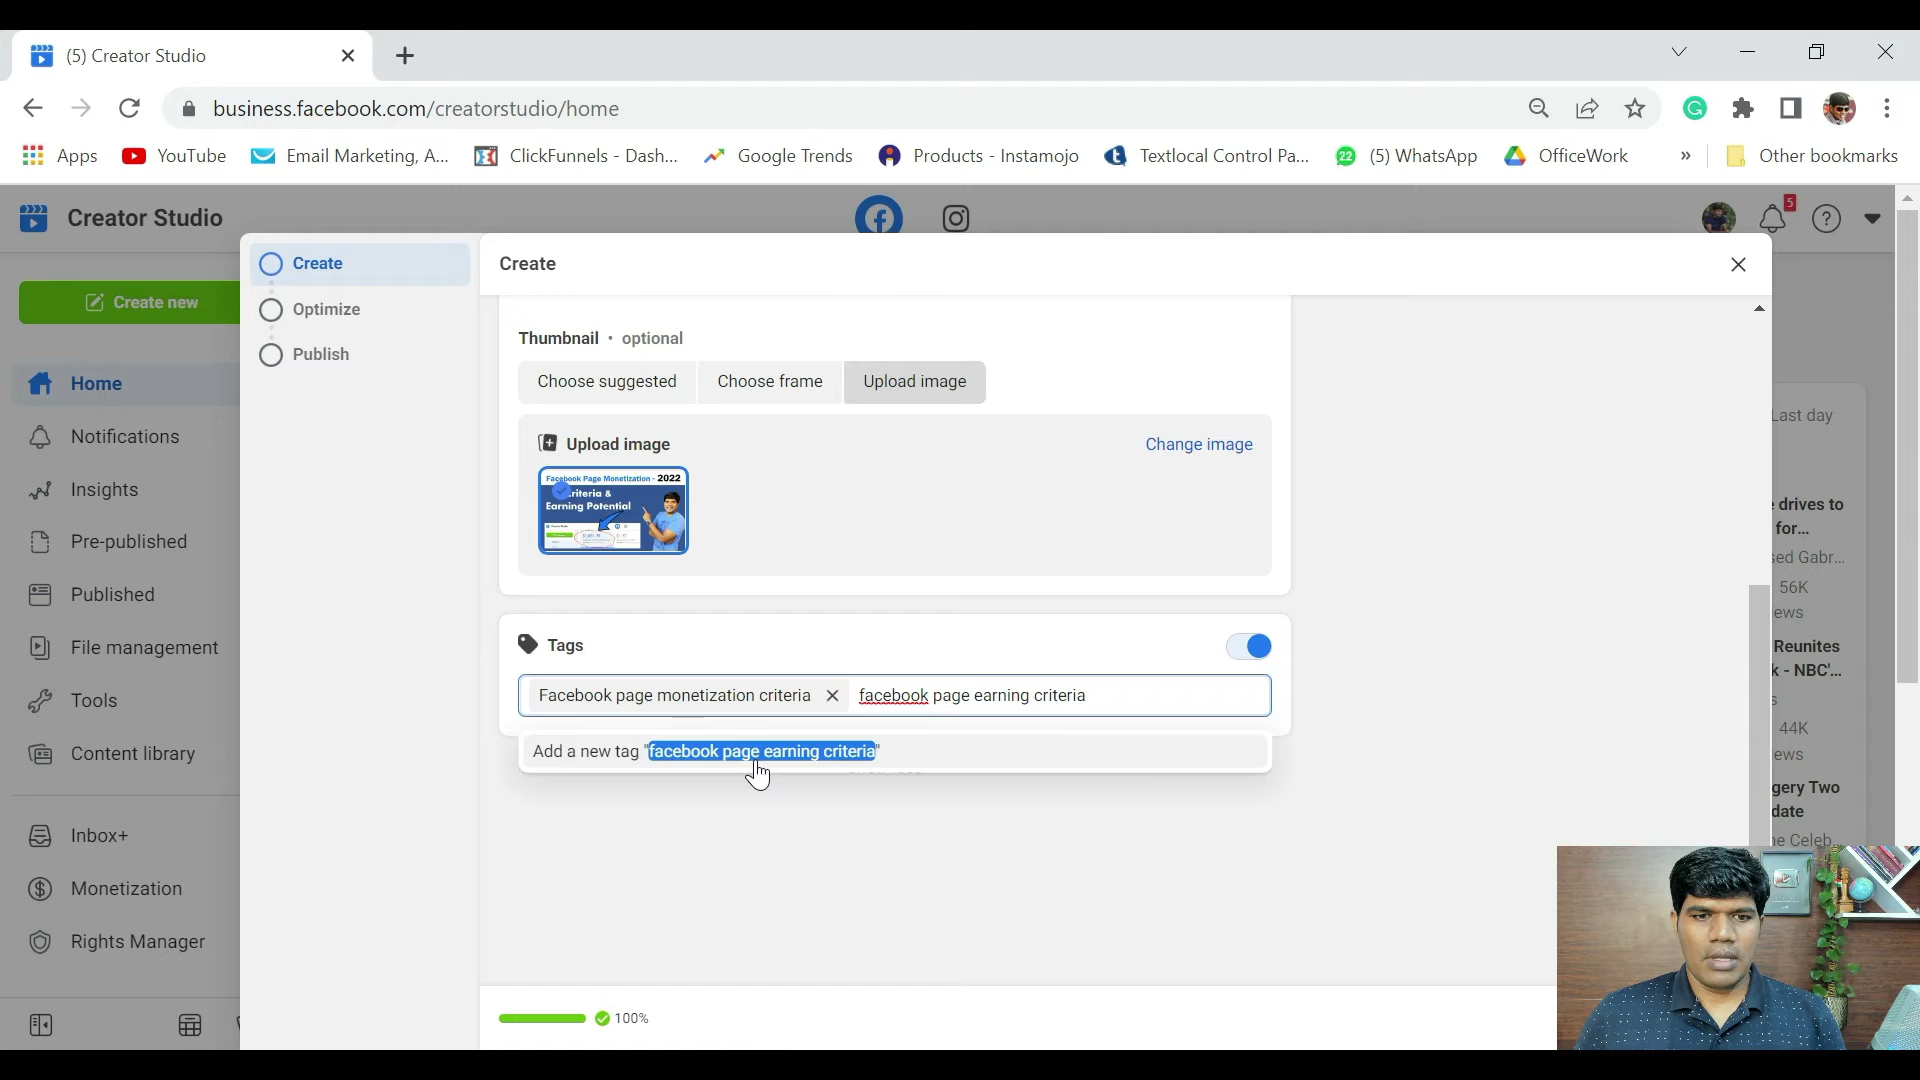 (5) Creator Studio
business.facebook.com/creatorstudio/home
Apps
YouTube
Email Marketing, A...
ClickFunnels - Dash...
Google Trends
Products - Instamojo
Textlocal Control Pa...
22
(5) WhatsApp
OfficeWork
»
Other bookmarks
Creator Studio
5
Create new
Home
Notifications
Insights
Pre-published
Published
File management
Tools
Content library
Inbox+
Monetization
Rights Manager
Create
Optimize
Publish
Create
Thumbnail • optional
Choose suggested
Choose frame
Upload image
Upload image
Change image
Facebook Page Monetization - 2022
Criteria &
Earning Potential
Tags
Facebook page monetization criteria
facebook page earning criteria
Add a new tag "facebook page earning criteria"
100%
Last day
e drives to
for...
sed Gabr...
56K
ews
Reunites
k - NBC'...
s
44K
ews
gery Two
date
he Celeb...